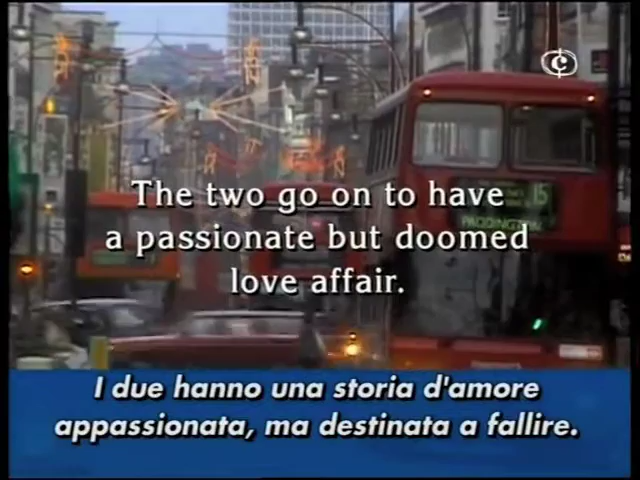 15
PADDINGTON
The two go on to have
a passionate but doomed
love affair.
I due hanno una storia d'amore
appassionata, ma destinata a fallire.